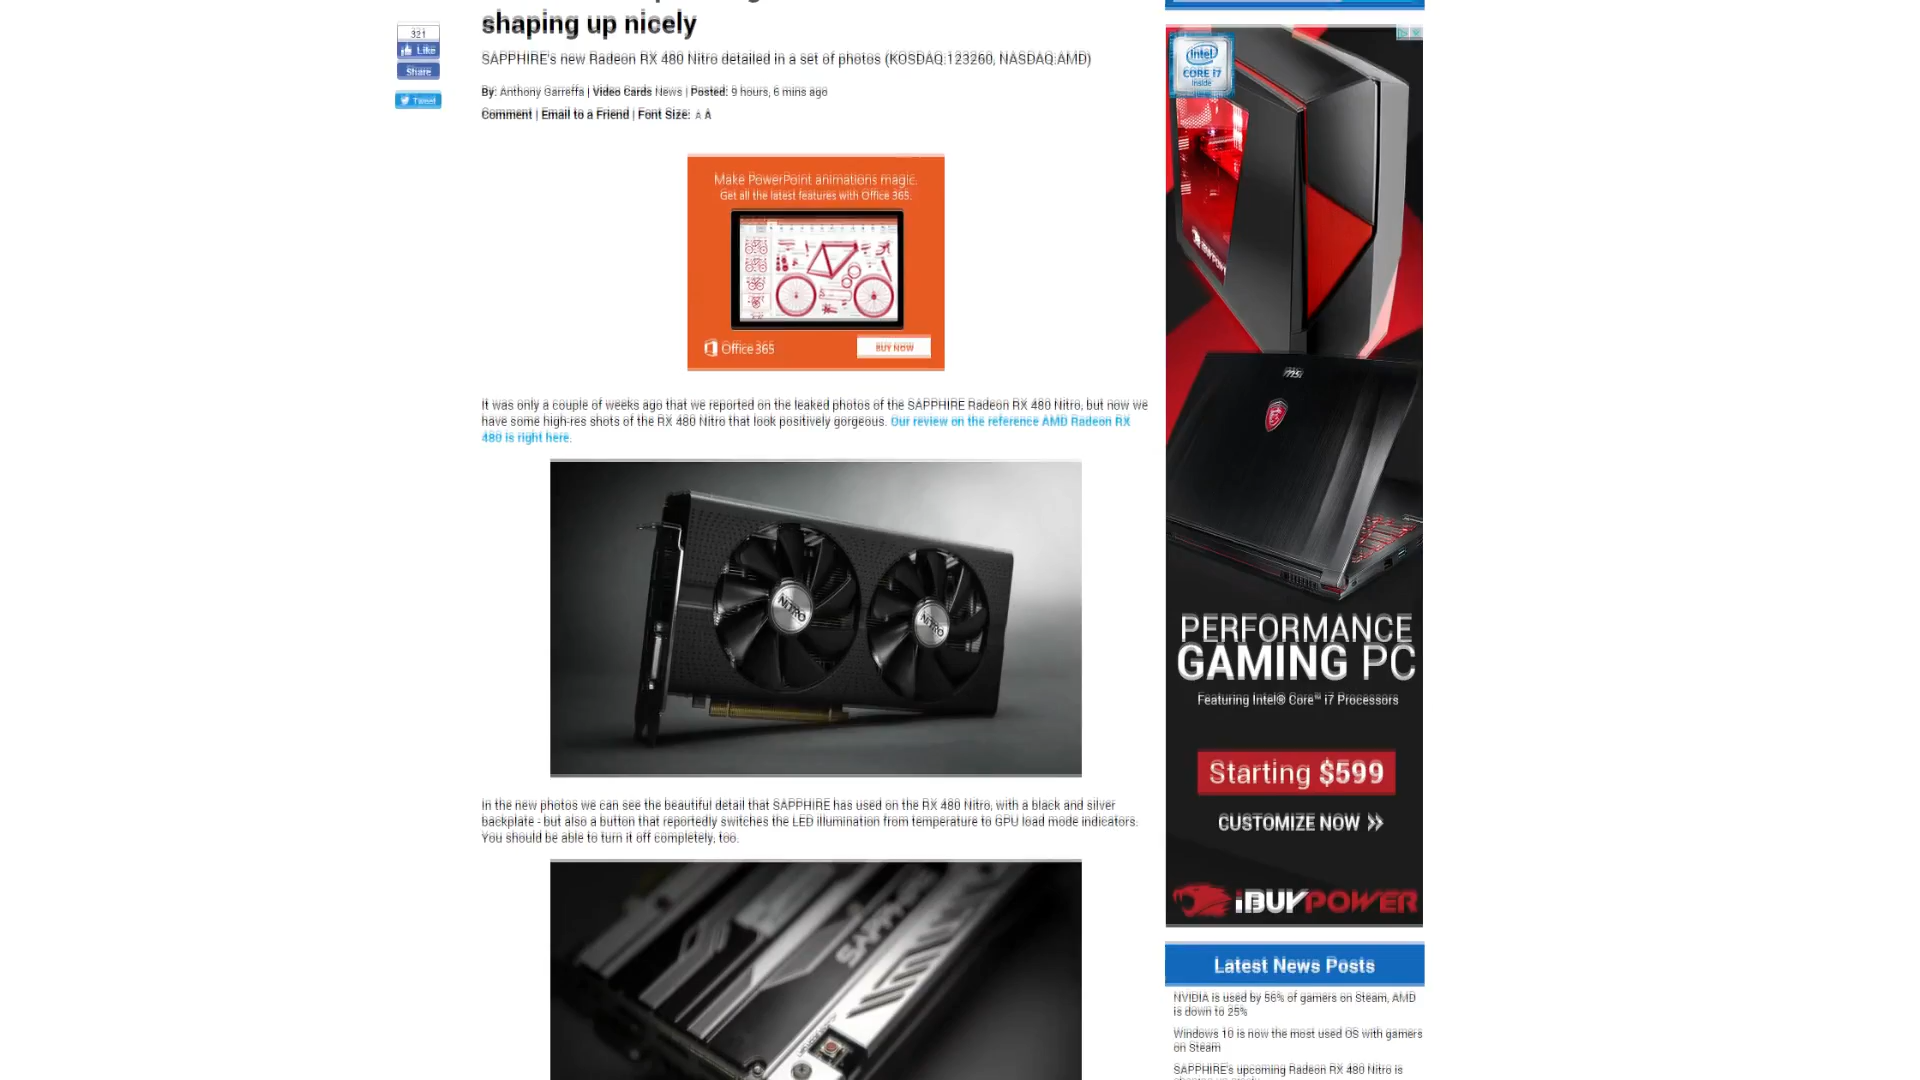 shaping up nicely
321
Like
Share
Tweet
SAPPHIRE's new Radeon RX 480 Nitro detailed in a set of photos (KOSDAQ:123260, NASDAQ:AMD)
By: Anthony Garreffa | Video Cards News | Posted: 9 hours, 6 mins ago
Comment | Email to a Friend | Font Size: A A
Make PowerPoint animations magic.
Get all the latest features with Office 365.
Office 365
BUY NOW
It was only a couple of weeks ago that we reported on the leaked photos of the SAPPHIRE Radeon RX 480 Nitro, but now we
have some high-res shots of the RX 480 Nitro that look positively gorgeous. Our review on the reference AMD Radeon RX
480 is right here.
NITRO
NITRO
In the new photos we can see the beautiful detail that SAPPHIRE has used on the RX 480 Nitro, with a black and silver
backplate - but also a button that reportedly switches the LED illumination from temperature to GPU load mode indicators.
You should be able to turn it off completely, too.
SAPPHIRE
intel
CORE i7
inside
iBUYPOWER
msi
PERFORMANCE
GAMING PC
Featuring Intel® Core™ i7 Processors
Starting $599
CUSTOMIZE NOW »
iBUYPOWER
Latest News Posts
NVIDIA is used by 56% of gamers on Steam, AMD
is down to 25%
Windows 10 is now the most used OS with gamers
on Steam
SAPPHIRE's upcoming Radeon RX 480 Nitro is